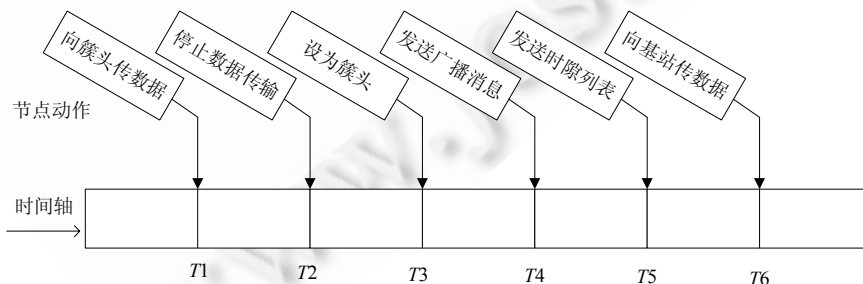 向簇头传数据
停止数据传输
设为簇头
发送广播消息
发送时隙列表
向基站传数据
节点动作
时间轴
T1
T2
T3
T4
T5
T6